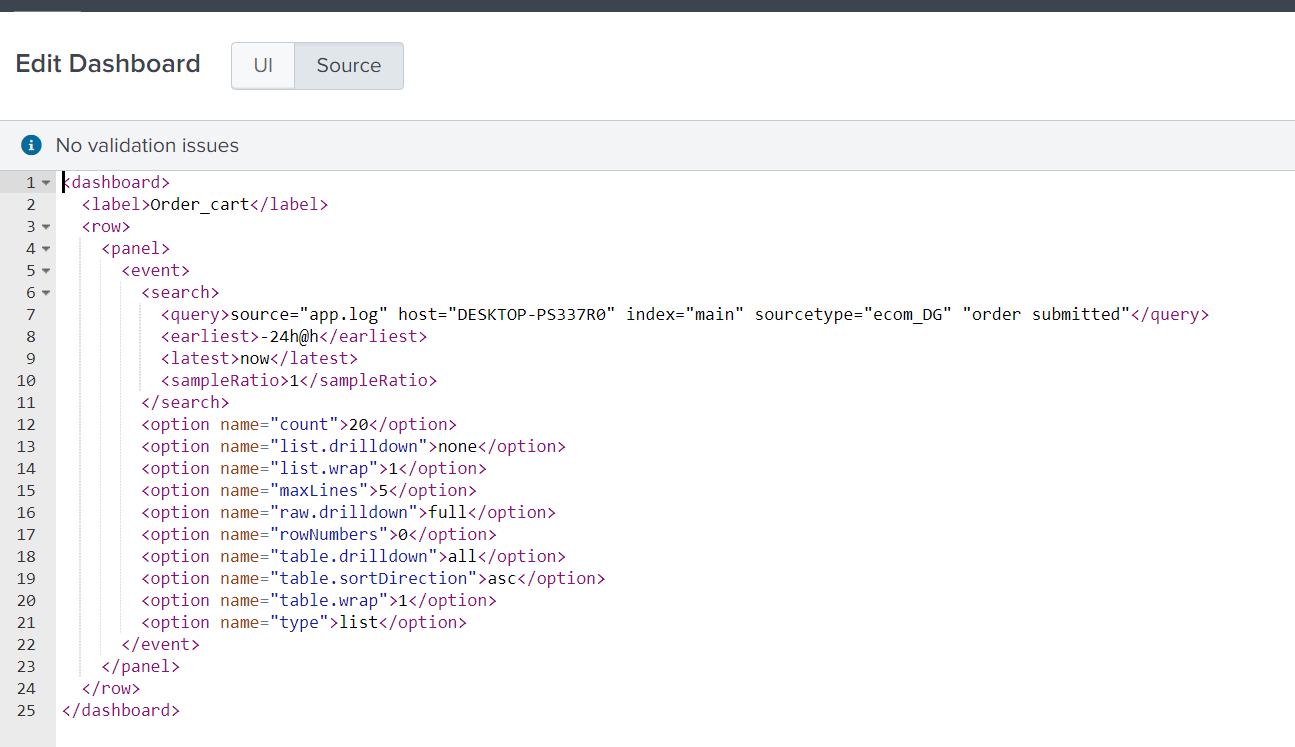 Edit Dashboard UI Source
No validation issues
1 <dashboard>
2 <label>Order_cart</label>
3 <row>
4 <panel>
5 <event>
6 <search>
7 <query>source="app.log" host="DESKTOP-PS337R0" index="main" sourcetype="ecom_DG" "order submitted"</query>
8 <earliest>-24h@h</earliest>
9 <latest>now</latest>
10 <sampleRatio>1</sampleRatio>
11 </search>
12 <option name="count">20</option>
13 <option name="list.drilldown">none</option>
14 <option name="list.wrap">1</option>
15 <option name="maxLines">5</option>
16 <option name="raw.drilldown">full</option>
17 <option name="rowNumbers">0</option>
18 <option name="table.drilldown">all</option>
19 <option name="table.sortDirection">asc</option>
20 <option name="table.wrap">1</option>
21 <option name="type">list</option>
22 </event>
23 </panel>
24 </row>
25 </dashboard>